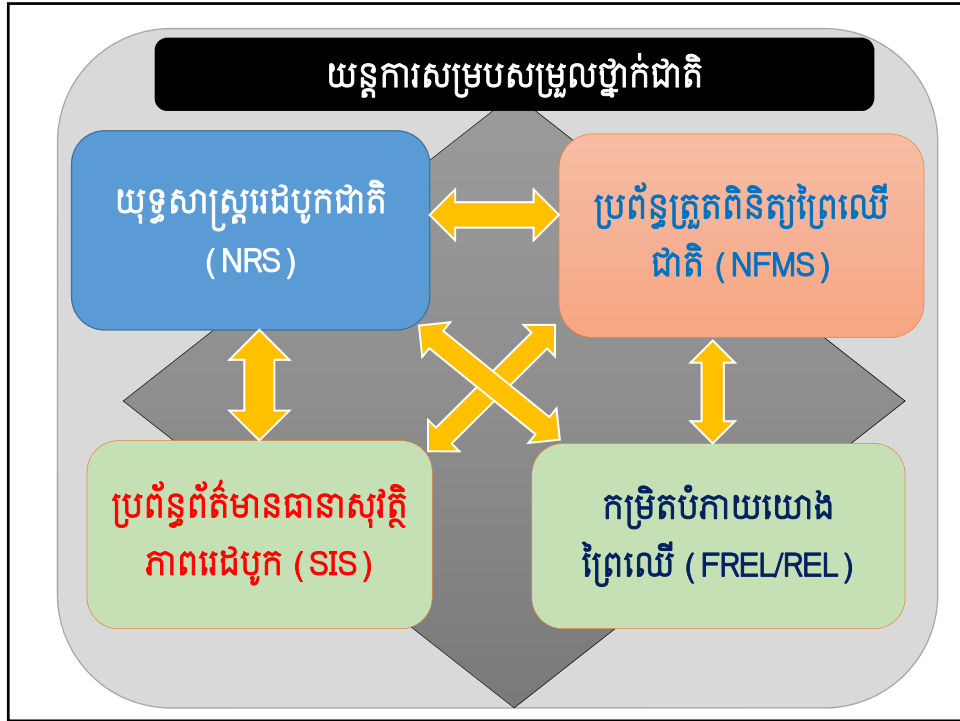 យន្តការសម្របសម្រួលថ្នាក់ជាតិ
យុទ្ធសាស្ត្ររេដបូកជាតិ
(NRS)
ប្រព័ន្ធត្រួតពិនិត្យព្រៃឈើ
ជាតិ (NFMS)
ប្រព័ន្ធព័ត៌មានធានាសុវត្ថិ
ភាពរេដបូក (SIS)
កម្រិតបំភាយយោង
ព្រៃឈើ (FREL/REL)